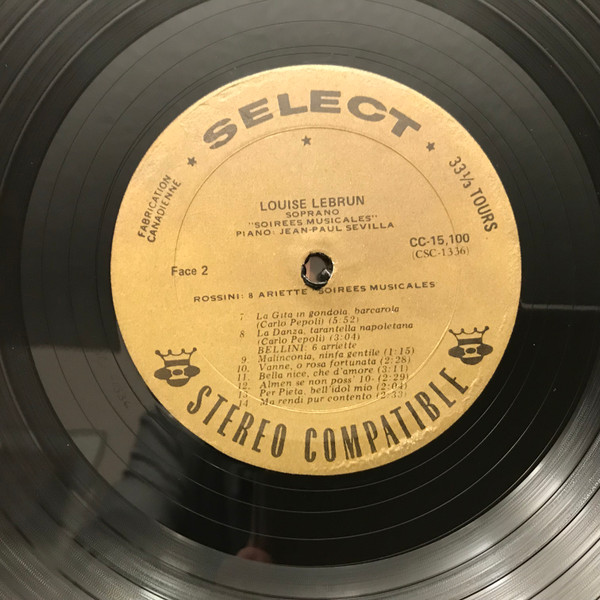 SELECT
FABRICATION
CANADIENNE
33⅓ TOURS
LOUISE LEBRUN
SOPRANO
"SOIREES MUSICALES"
PIANO: JEAN-PAUL SEVILLA
CC-15,100
(CSC-1336)
Face 2
ROSSINI: 8 ARIETTE "SOIREES MUSICALES
7 La Gita in gondola, barcarola
(Carlo Pepoli) (5:52)
8 La Danza, tarantella napoletana
(Carlo Pepoli) (3:04)
BELLINI: 6 arriette
9. Malinconia, ninfa gentile (1:15)
10. Vanne, o rosa fortunata (2:28)
11. Bella nice, che d'amore (3:11)
12. Almen se non poss' 10- (2:29)
13. Per Pieta, bell'idol mio (2:04)
14 Ma rendi pur contento (2:33)
STEREO COMPATIBLE